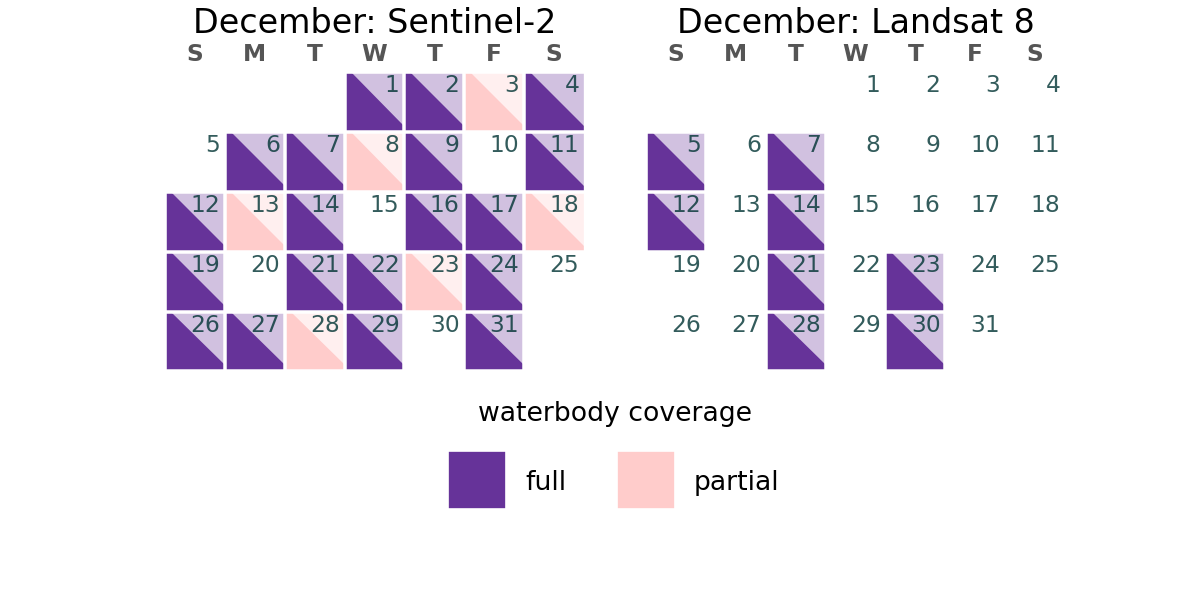 December: Sentinel-2
S M T W T F S
1 2 3 4
5 6 7 8 9 10 11
12 13 14 15 16 17 18
19 20 21 22 23 24 25
26 27 28 29 30 31
December: Landsat 8
S M T W T F S
1 2 3 4
5 6 7 8 9 10 11
12 13 14 15 16 17 18
19 20 21 22 23 24 25
26 27 28 29 30 31
waterbody coverage
full partial